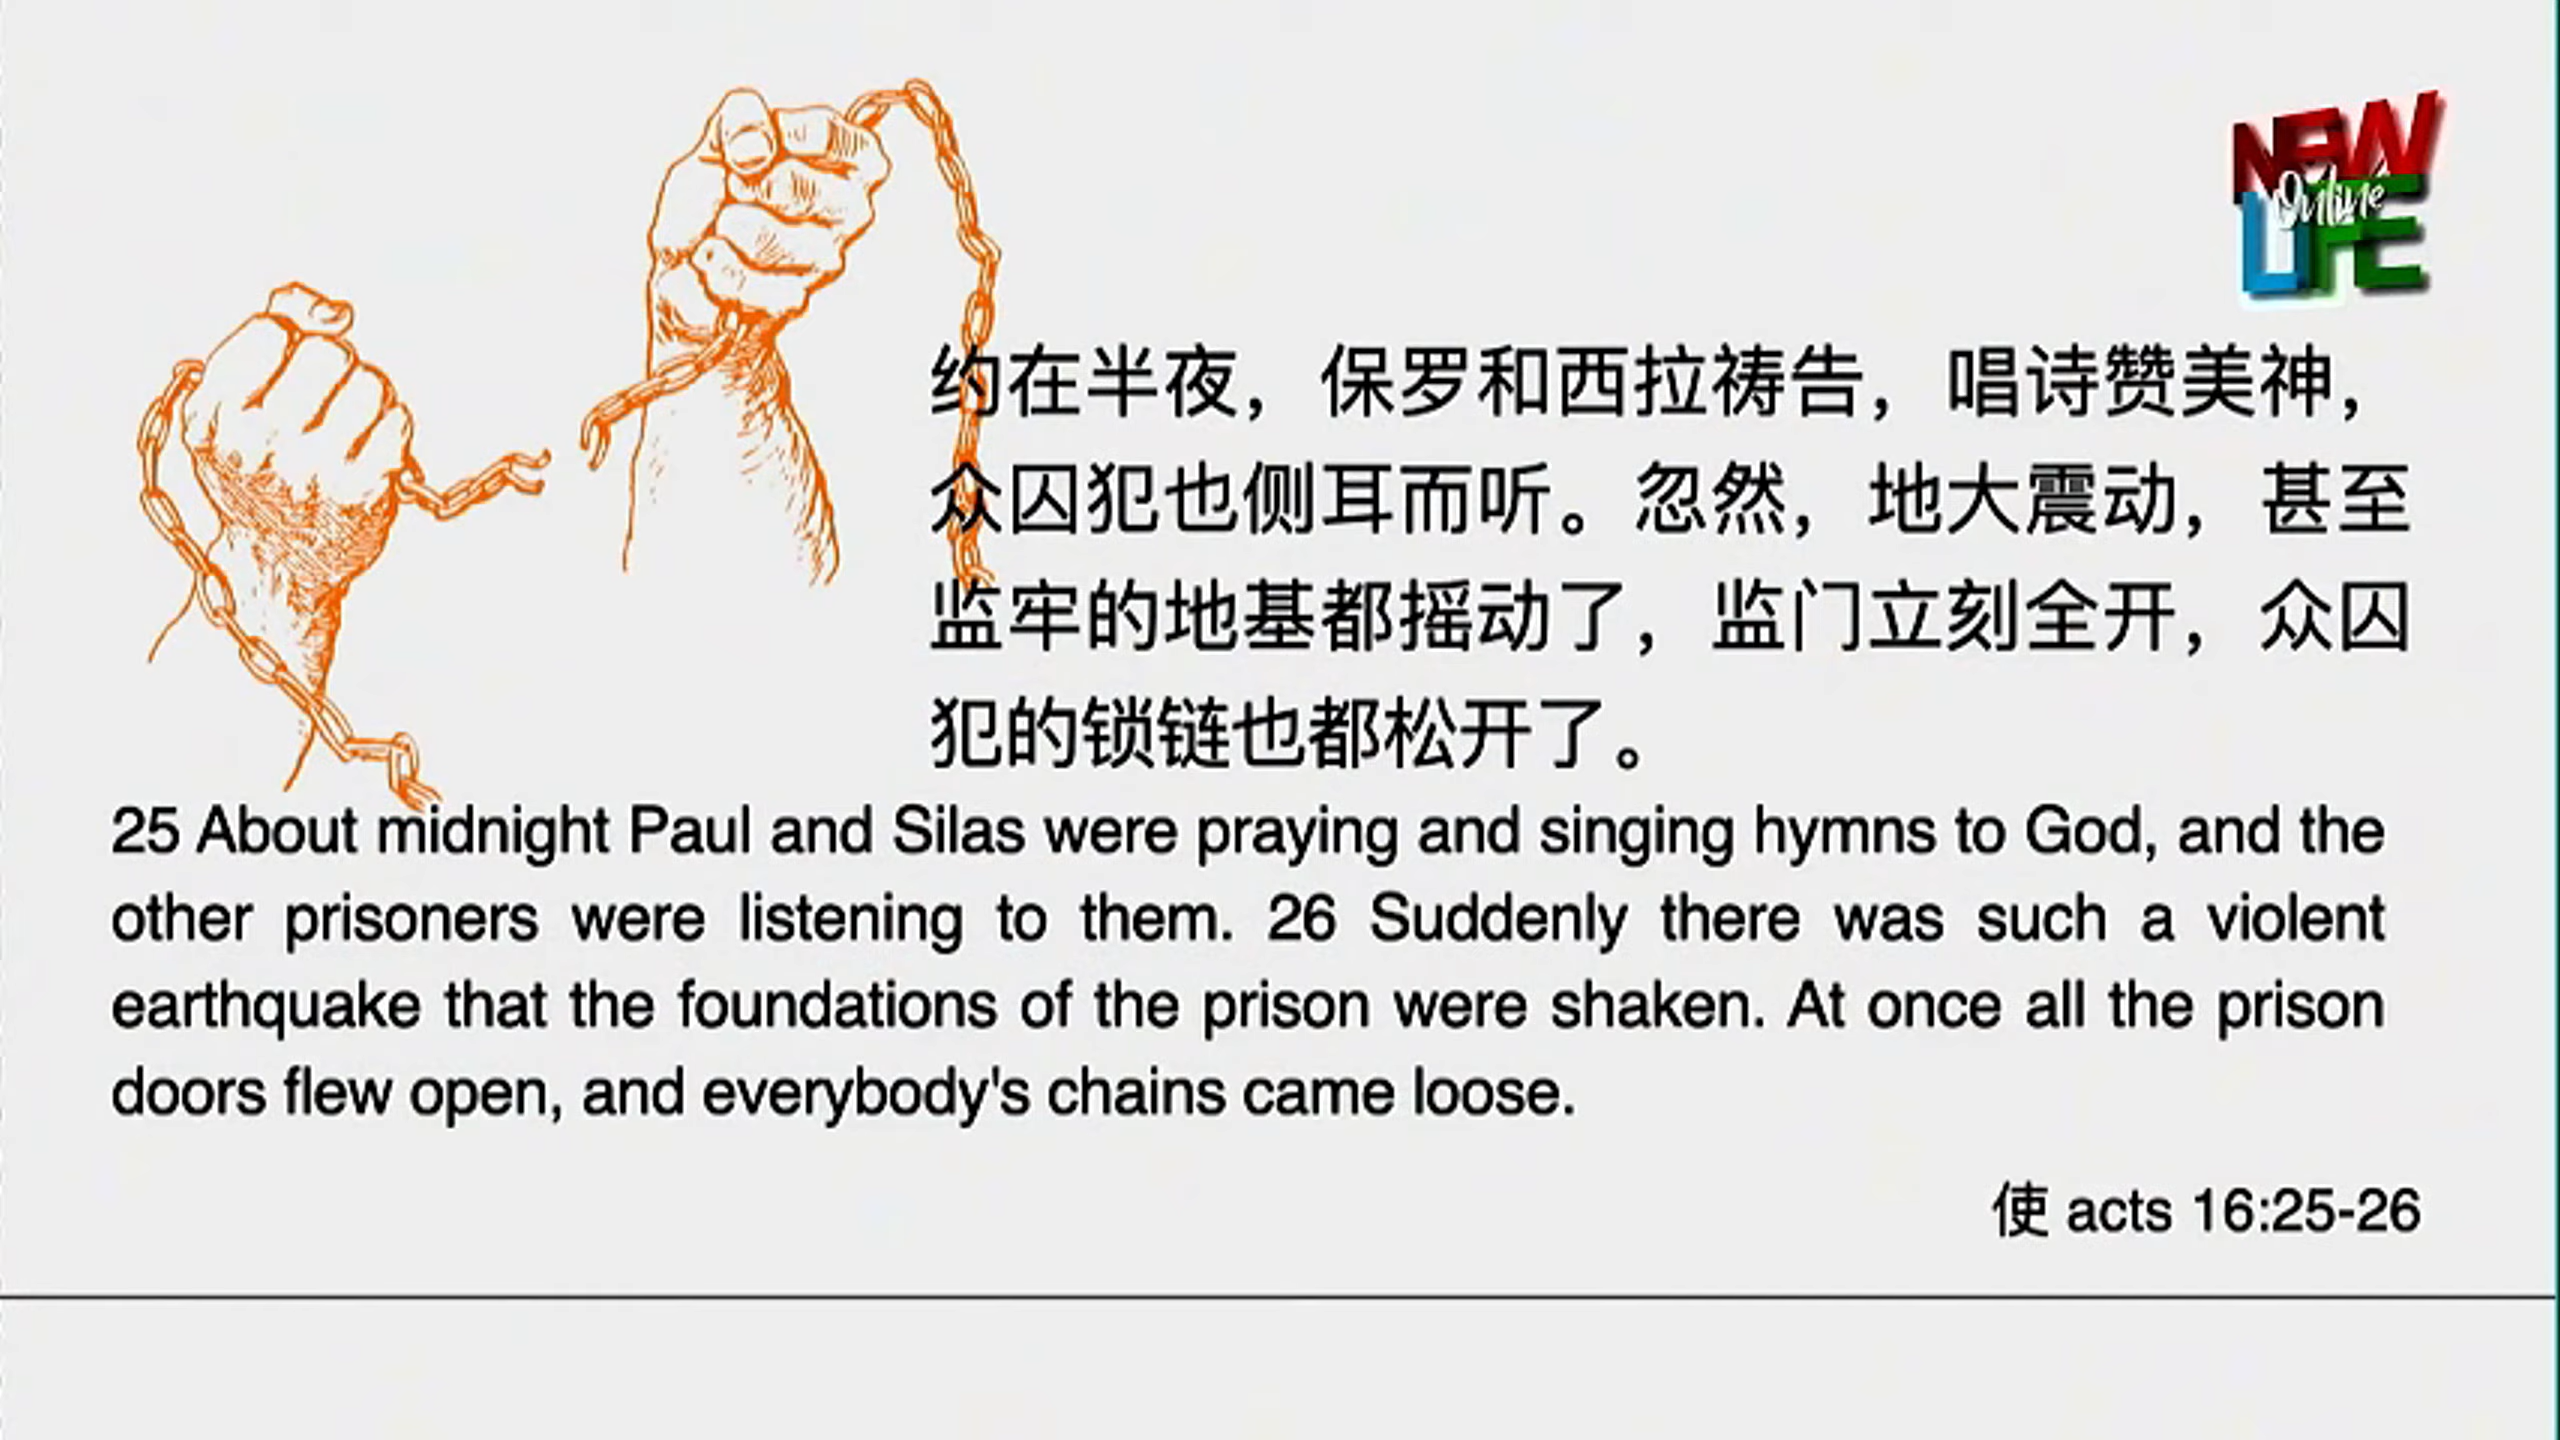 NEW
Online
LIFE
约在半夜，保罗和西拉祷告，唱诗赞美神，
众囚犯也侧耳而听。忽然，地大震动，甚至
监牢的地基都摇动了，监门立刻全开，众囚
犯的锁链也都松开了。
25 About midnight Paul and Silas were praying and singing hymns to God, and the
other prisoners were listening to them. 26 Suddenly there was such a violent
earthquake that the foundations of the prison were shaken. At once all the prison
doors flew open, and everybody's chains came loose.
使 acts 16:25-26